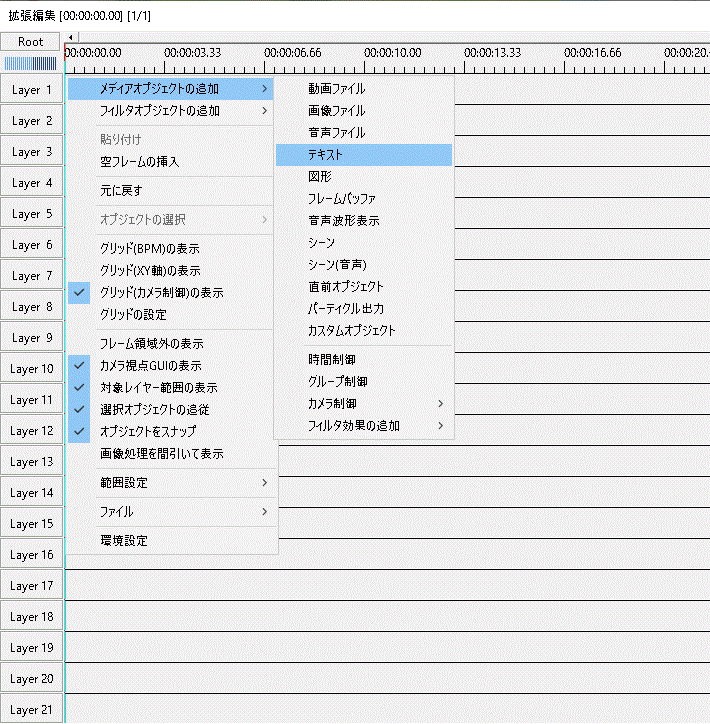 拡張編集 [00:00:00.00] [1/1]
Root
00:00:00.00 00:00:03.33 00:00:06.66 00:00:10.00 00:00:13.33 00:00:16.66 00:00:20.
Layer 1
Layer 2
Layer 3
Layer 4
Layer 5
Layer 6
Layer 7
Layer 8
Layer 9
Layer 10
Layer 11
Layer 12
Layer 13
Layer 14
Layer 15
Layer 16
Layer 17
Layer 18
Layer 19
Layer 20
Layer 21
メディアオブジェクトの追加
フィルタオブジェクトの追加
貼り付け
空フレームの挿入
元に戻す
オブジェクトの選択
グリッド(BPM)の表示
グリッド(XY軸)の表示
グリッド(カメラ制御)の表示
グリッドの設定
フレーム領域外の表示
カメラ視点GUIの表示
対象レイヤー範囲の表示
選択オブジェクトの追従
オブジェクトをスナップ
画像処理を間引いて表示
範囲設定
ファイル
環境設定
動画ファイル
画像ファイル
音声ファイル
テキスト
図形
フレームバッファ
音声波形表示
シーン
シーン(音声)
直前オブジェクト
パーティクル出力
カスタムオブジェクト
時間制御
グループ制御
カメラ制御
フィルタ効果の追加